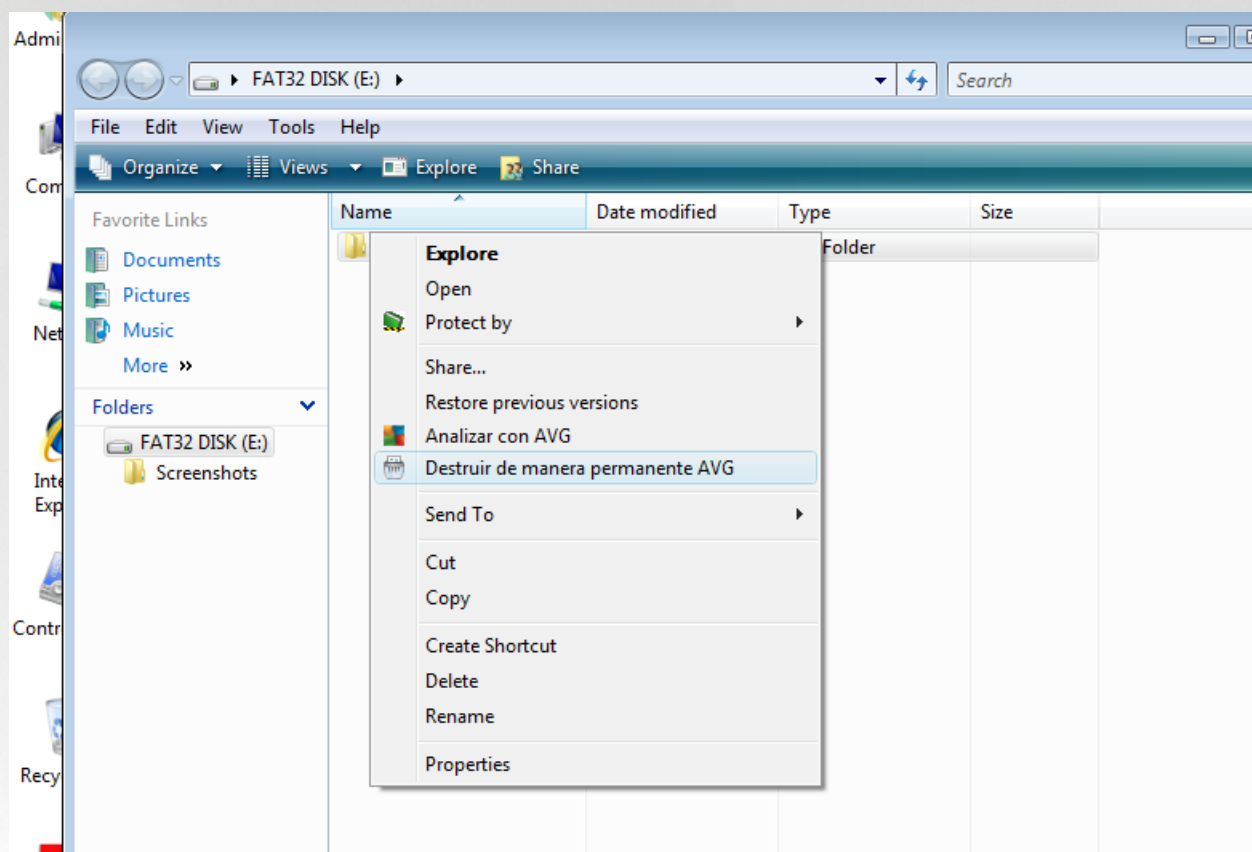 Admi
FAT32 DISK (E:)
Search
File Edit View Tools Help
Organize Views Explore Share
Com
Favorite Links
Name Date modified Type Size
Folder
Documents
Pictures
Music
More »
Net
Folders
FAT32 DISK (E:)
Screenshots
Inte
Exp
Contr
Recy
Explore
Open
Protect by
Share...
Restore previous versions
Analizar con AVG
Destruir de manera permanente AVG
Send To
Cut
Copy
Create Shortcut
Delete
Rename
Properties